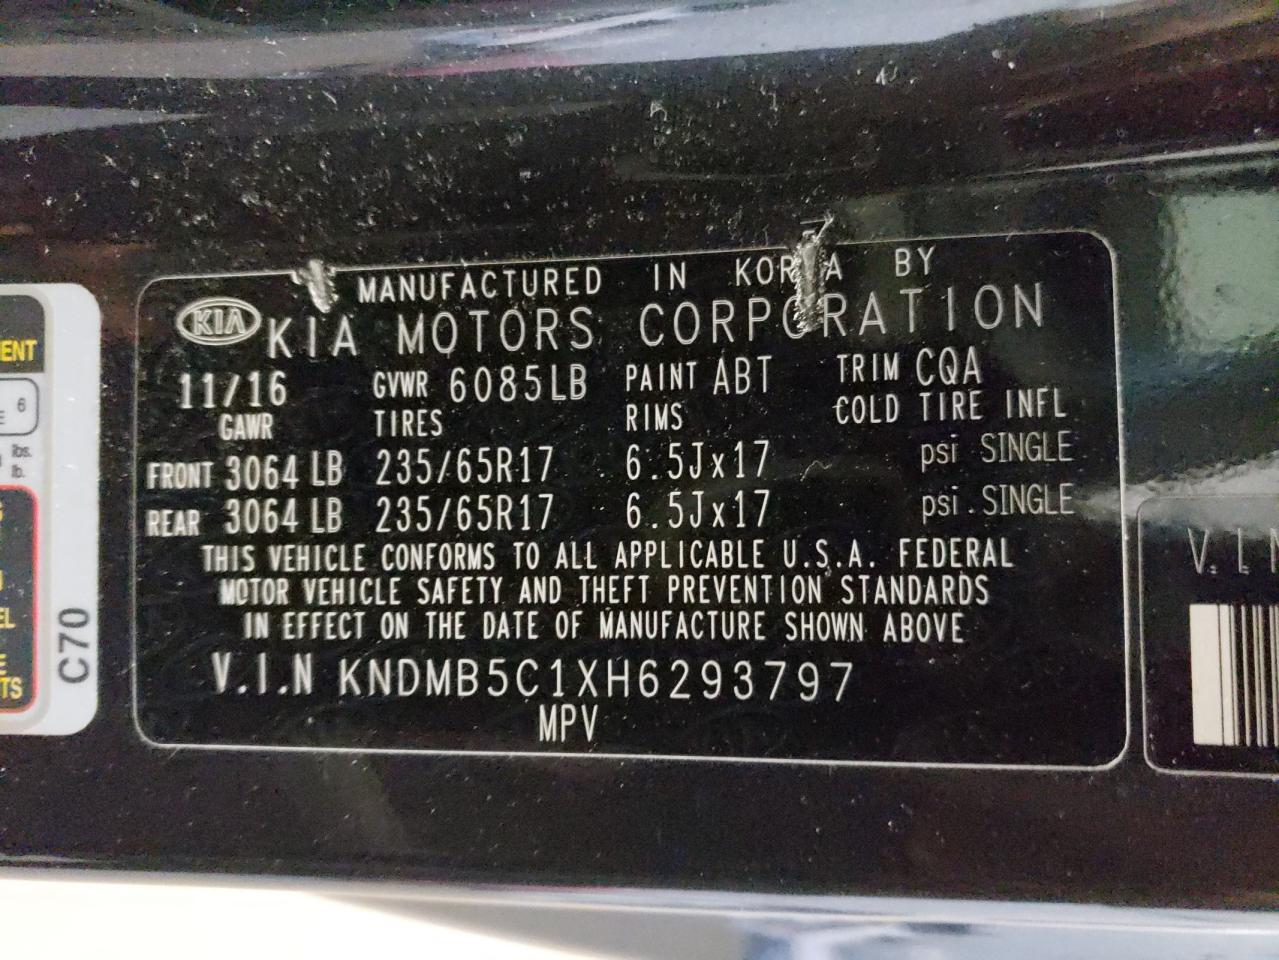 MANUFACTURED IN KOREA BY
KIA KIA MOTORS CORPORATION
11/16 GVWR 6085LB PAINT ABT TRIM CQA
GAWR TIRES RIMS COLD TIRE INFL
FRONT 3064 LB 235/65R17 6.5Jx17 psi SINGLE
REAR 3064 LB 235/65R17 6.5Jx17 psi SINGLE
THIS VEHICLE CONFORMS TO ALL APPLICABLE U.S.A. FEDERAL
MOTOR VEHICLE SAFETY AND THEFT PREVENTION STANDARDS
IN EFFECT ON THE DATE OF MANUFACTURE SHOWN ABOVE
V.I.N KNDMB5C1XH6293797
MPV
C70
6
lbs.
lb.